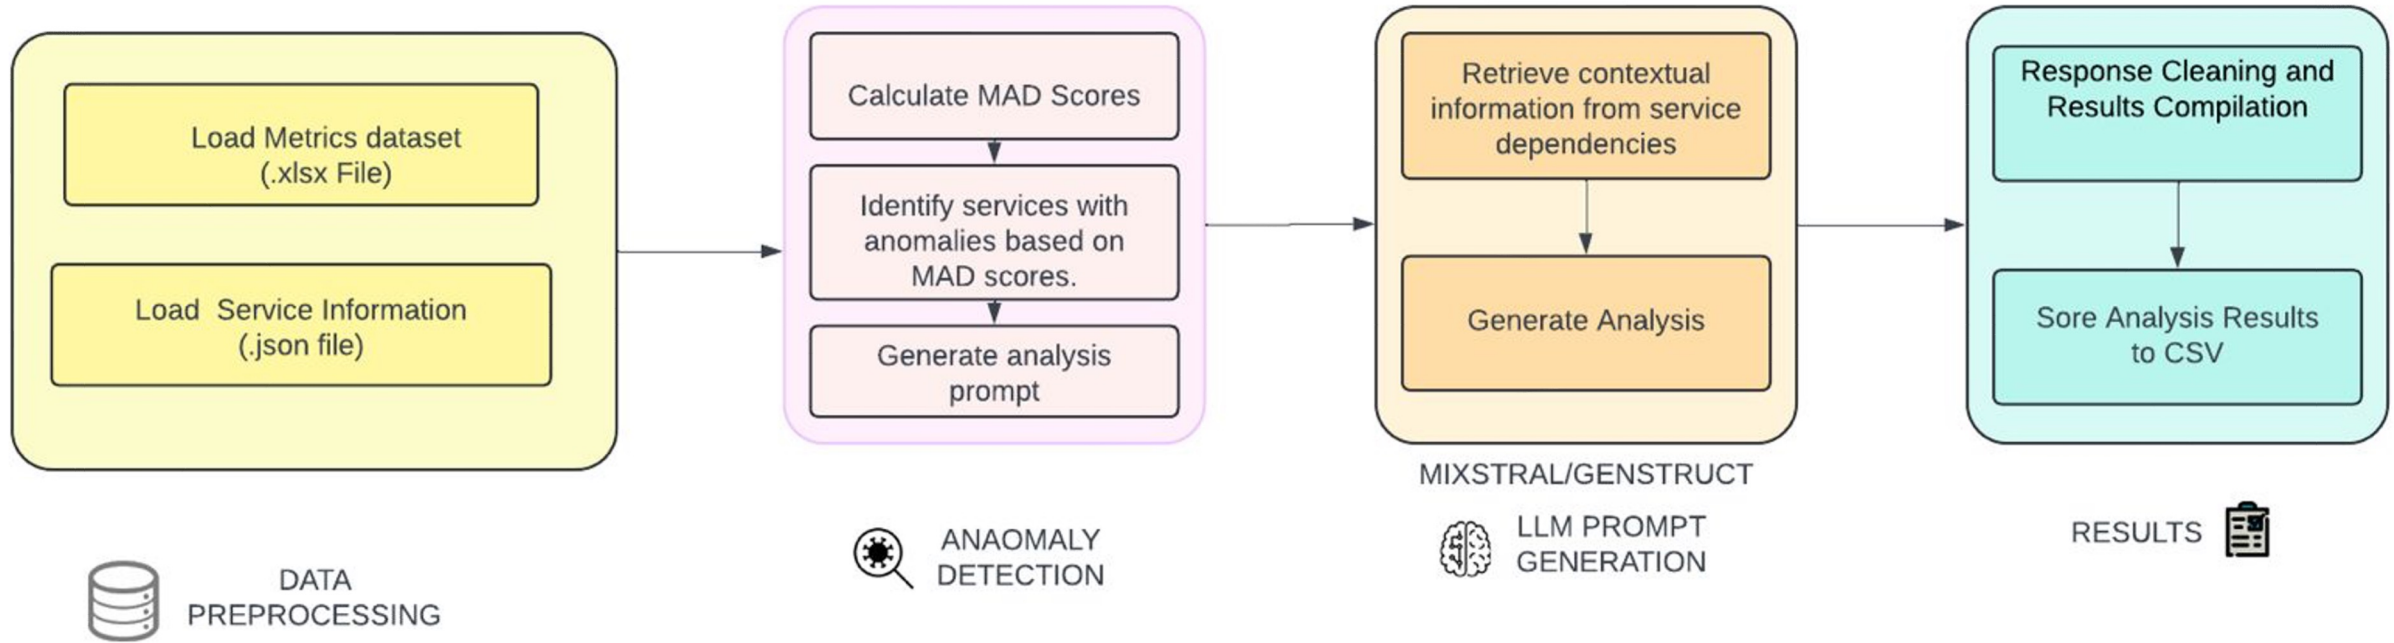 Load Metrics dataset
(.xlsx File)
Load Service Information
(.json file)
DATA
PREPROCESSING
Calculate MAD Scores
Identify services with
anomalies based on
MAD scores.
Generate analysis
prompt
ANAOMALY
DETECTION
Retrieve contextual
information from service
dependencies
Generate Analysis
MIXSTRAL/GENSTRUCT
LLM PROMPT
GENERATION
Response Cleaning and
Results Compilation
Sore Analysis Results
to CSV
RESULTS